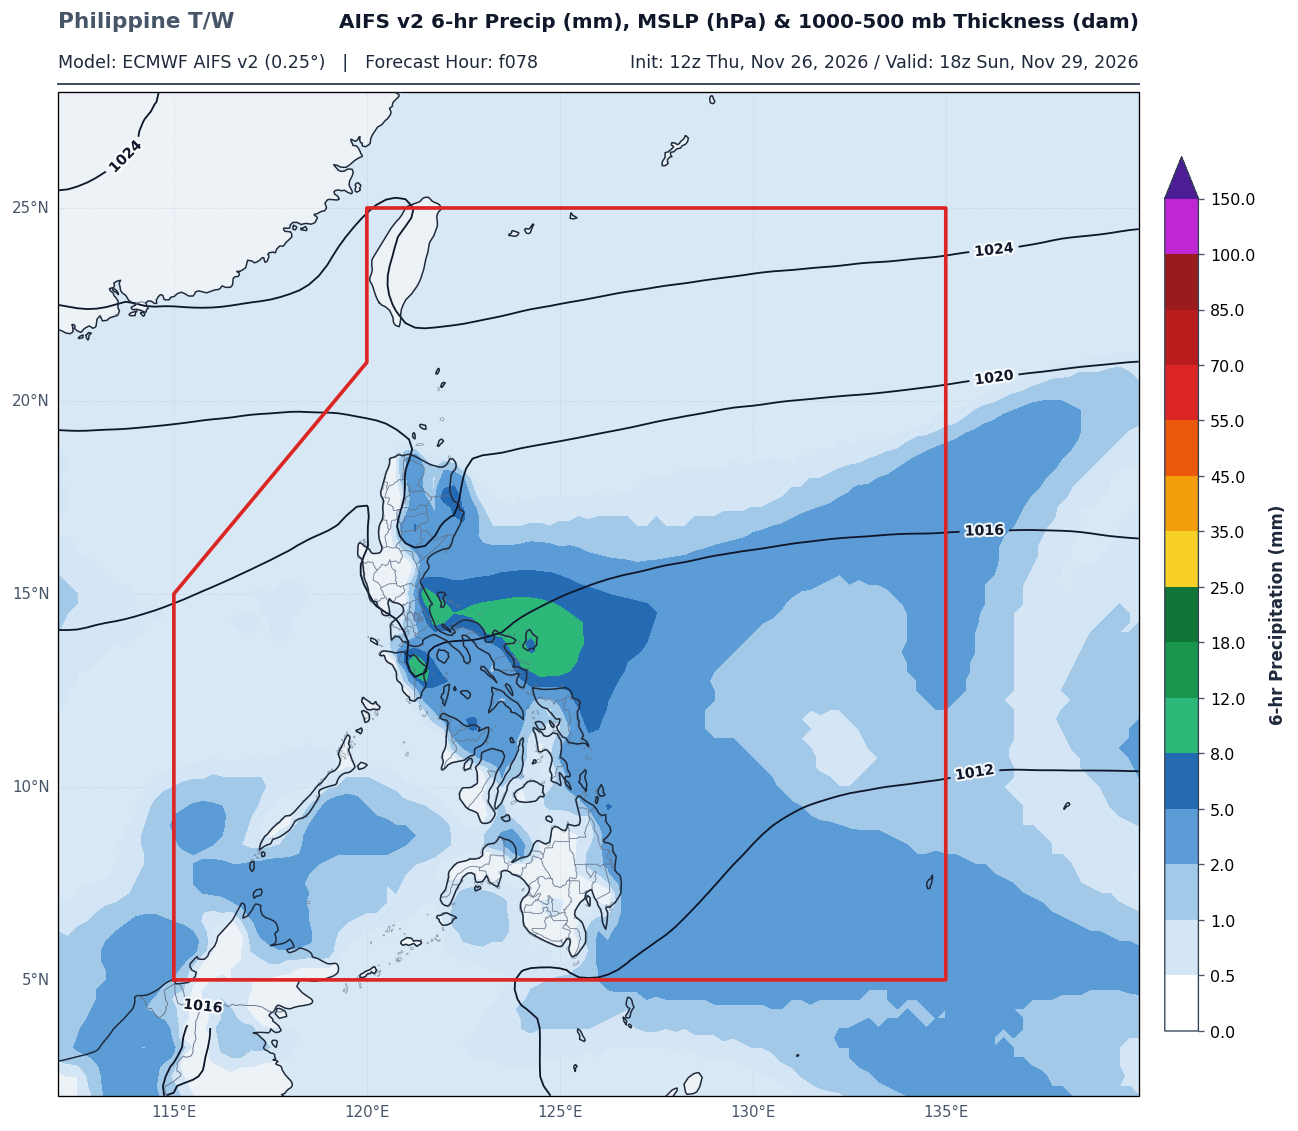 Philippine T/W
AIFS v2 6-hr Precip (mm), MSLP (hPa) & 1000-500 mb Thickness (dam)
Model: ECMWF AIFS v2 (0.25°) | Forecast Hour: f078
Init: 12z Thu, Nov 26, 2026 / Valid: 18z Sun, Nov 29, 2026
1024
25°N
1024
20°N
1020
1016
15°N
1012
10°N
5°N
1016
115°E
120°E
125°E
130°E
135°E
150.0
100.0
85.0
70.0
55.0
45.0
35.0
25.0
18.0
12.0
8.0
5.0
2.0
1.0
0.5
0.0
6-hr Precipitation (mm)